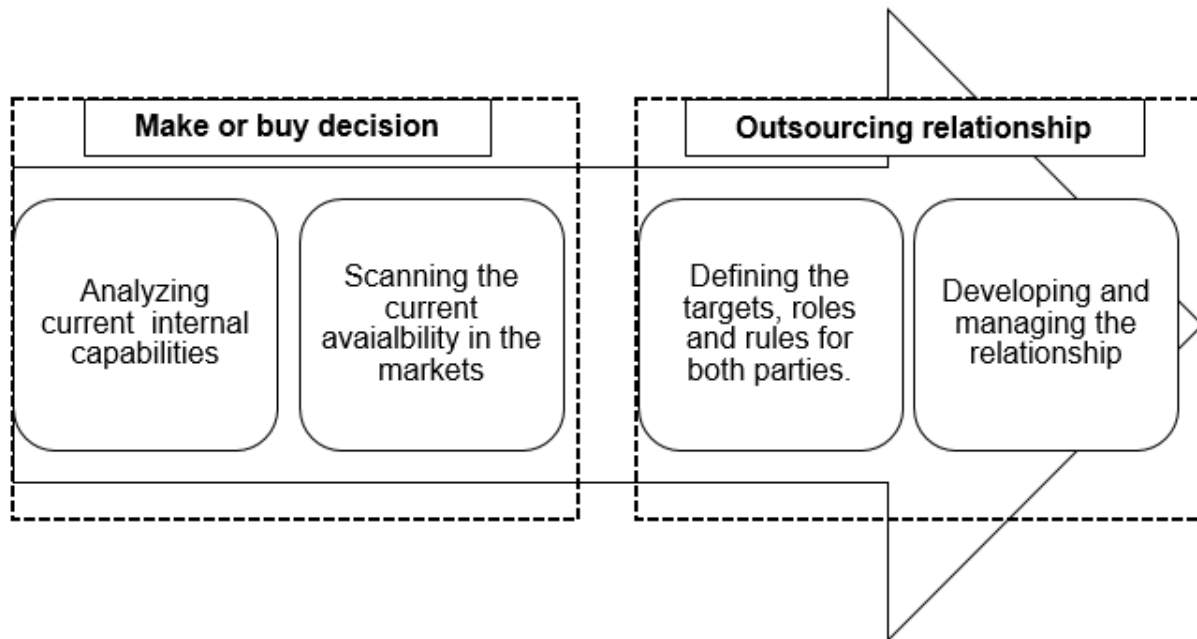 Make or buy decision
Outsourcing relationship
Analyzing
current  internal
capabilities
Scanning the
current
avaialbility in the
markets
Defining the
targets, roles
and rules for
both parties.
Developing and
managing the
relationship